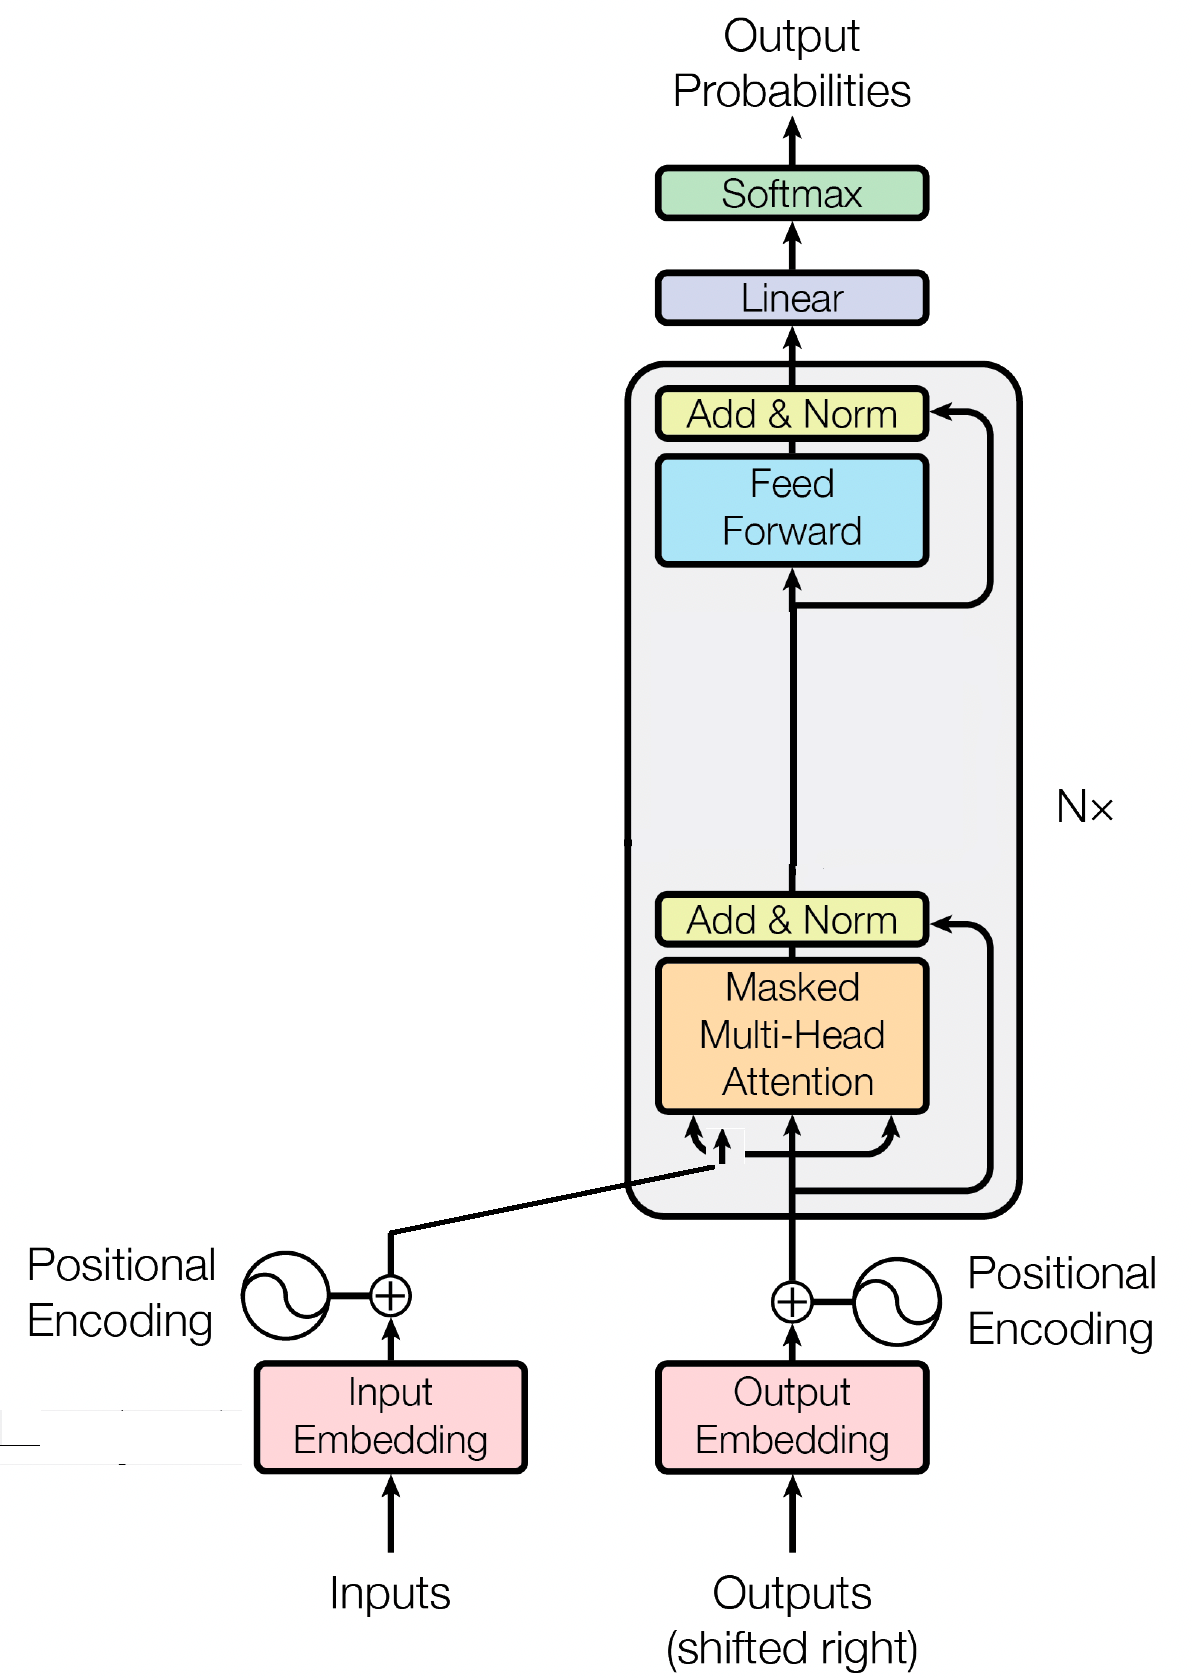 Output
Probabilities
Softmax
Linear
Add & Norm
Feed
Forward
N×
Add & Norm
Masked
Multi-Head
Attention
Positional
Encoding
Positional
Encoding
Input
Embedding
Output
Embedding
Inputs
Outputs
(shifted right)